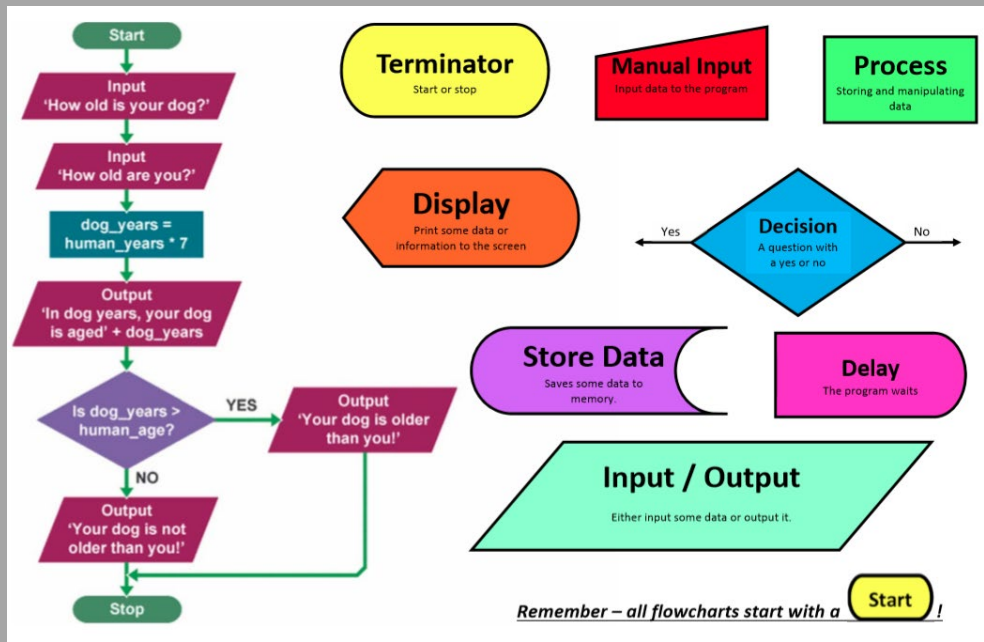 Start
Input
‘How old is your dog?’
Input
‘How old are you?’
dog_years =
human_years * 7
Output
‘In dog years, your dog
is aged’ + dog_years
Is dog_years >
human_age?
YES
Output
‘Your dog is older
than you!’
NO
Output
‘Your dog is not
older than you!’
Stop
Terminator
Start or stop
Manual Input
Input data to the program
Process
Storing and manipulating
data
Display
Print some data or
information to the screen
Yes
Decision
A question with
a yes or no
No
Store Data
Saves some data to
memory.
Delay
The program waits
Input / Output
Either input some data or output it.
Remember – all flowcharts start with a Start !